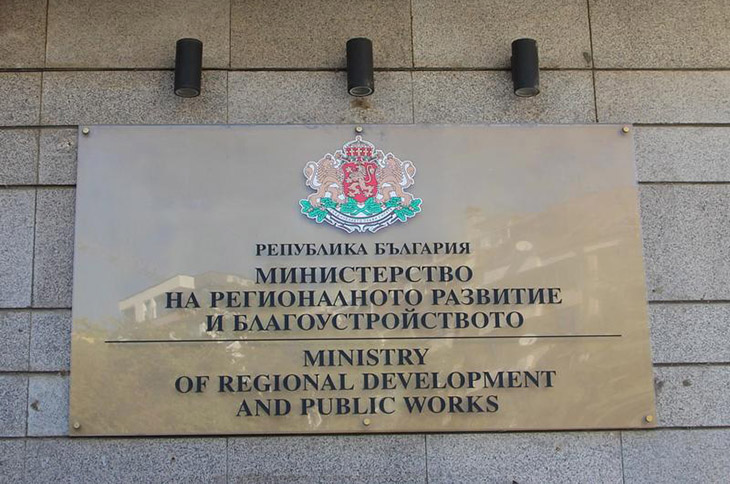 РЕПУБЛИКА БЪЛГАРИЯ
МИНИСТЕРСТВО
НА РЕГИОНАЛНОТО РАЗВИТИЕ
И БЛАГОУСТРОЙСТВОТО
MINISTRY
OF REGIONAL DEVELOPMENT
AND PUBLIC WORKS